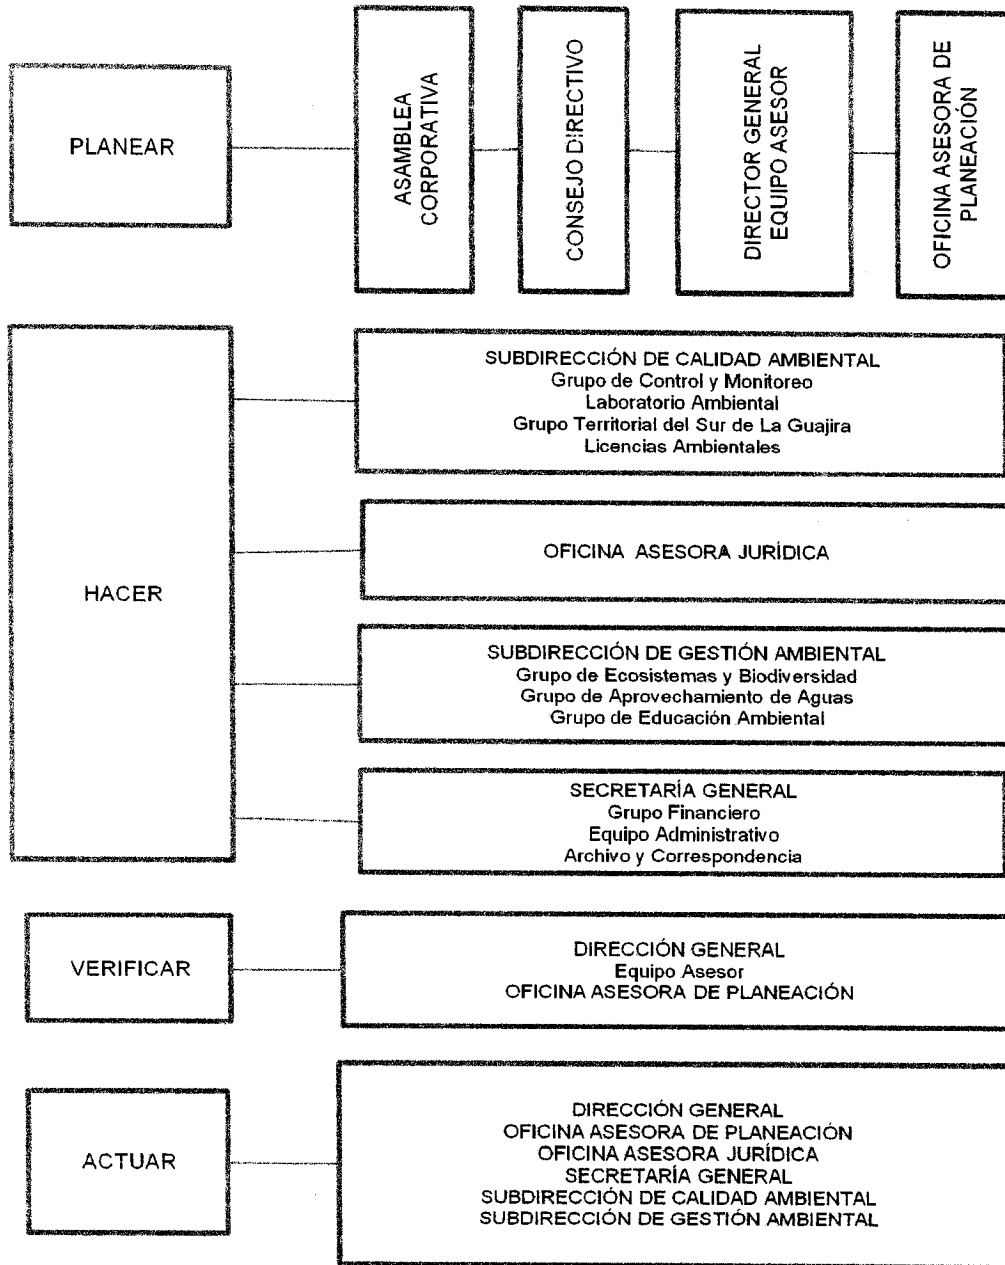 PLANEAR
ASAMBLEA
CORPORATIVA
CONSEJO DIRECTIVO
DIRECTOR GENERAL
EQUIPO ASESOR
OFICINA ASESORA DE
PLANEACIÓN
HACER
SUBDIRECCIÓN DE CALIDAD AMBIENTAL
Grupo de Control y Monitoreo
Laboratorio Ambiental
Grupo Territorial del Sur de La Guajira
Licencias Ambientales
OFICINA ASESORA JURÍDICA
SUBDIRECCIÓN DE GESTIÓN AMBIENTAL
Grupo de Ecosistemas y Biodiversidad
Grupo de Aprovechamiento de Aguas
Grupo de Educación Ambiental
SECRETARÍA GENERAL
Grupo Financiero
Equipo Administrativo
Archivo y Correspondencia
VERIFICAR
DIRECCIÓN GENERAL
Equipo Asesor
OFICINA ASESORA DE PLANEACIÓN
ACTUAR
DIRECCIÓN GENERAL
OFICINA ASESORA DE PLANEACIÓN
OFICINA ASESORA JURÍDICA
SECRETARÍA GENERAL
SUBDIRECCIÓN DE CALIDAD AMBIENTAL
SUBDIRECCIÓN DE GESTIÓN AMBIENTAL